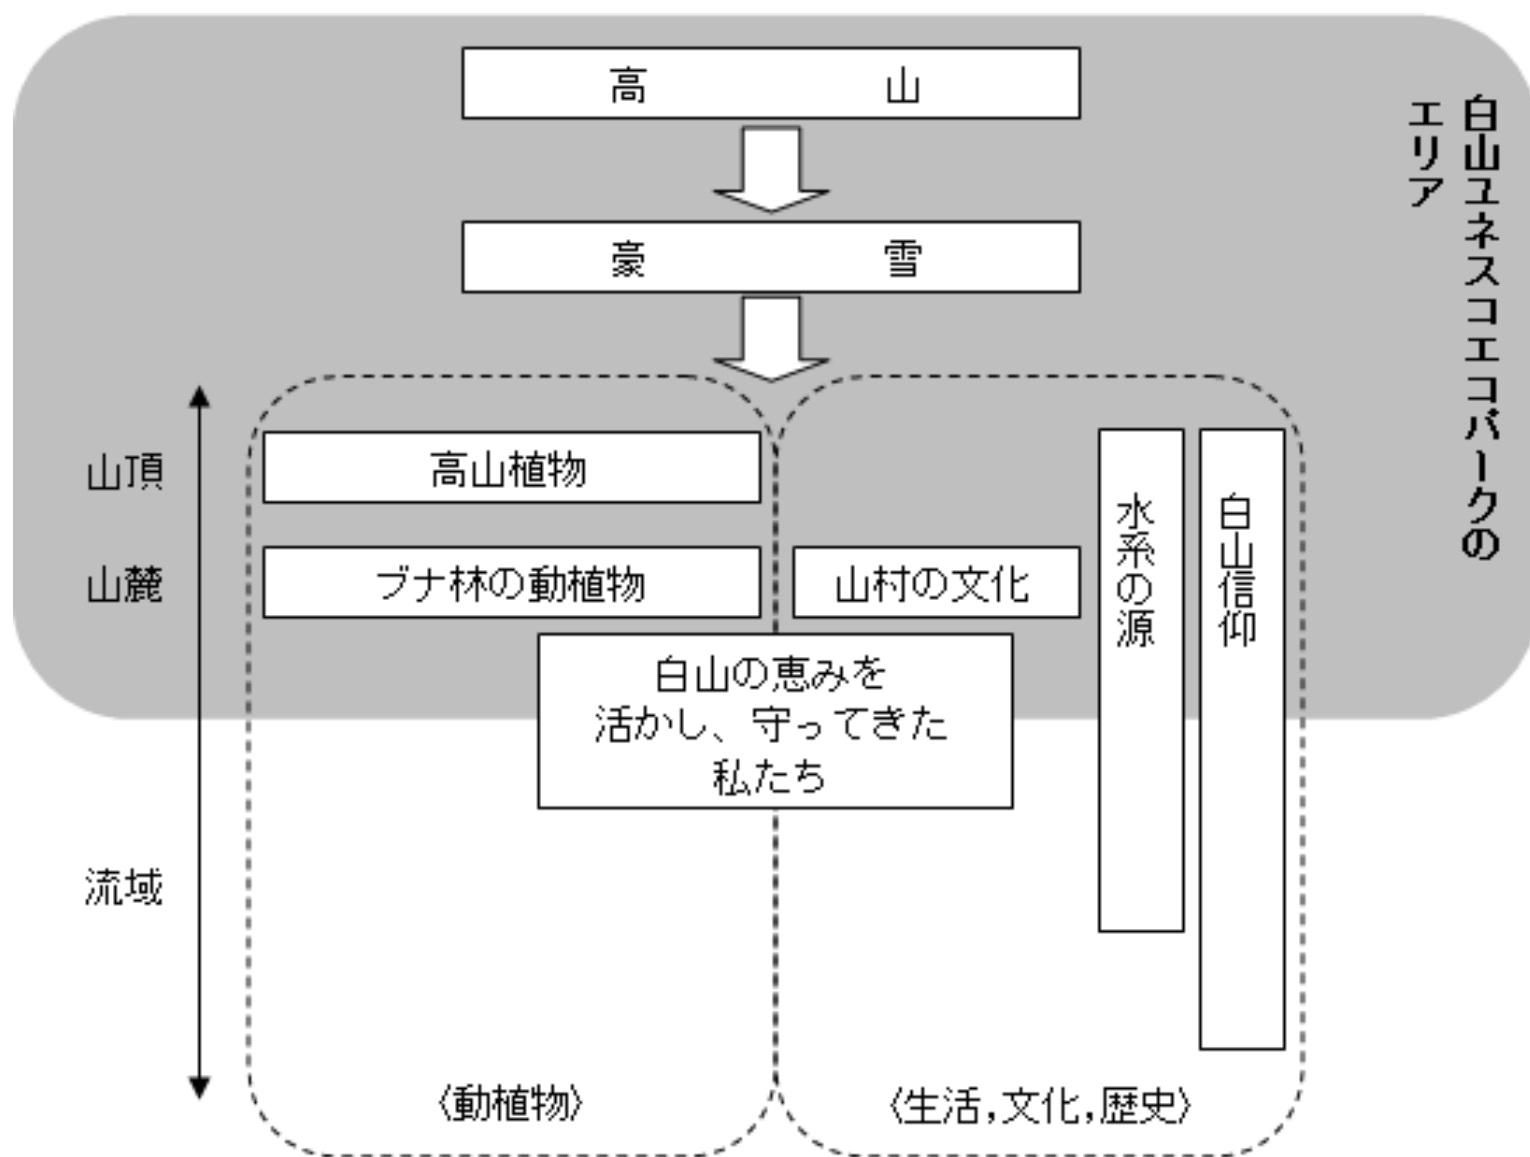 高 山
白山ユネスコエコパークの
エリア
豪 雪
山頂
高山植物
山麓
ブナ林の動植物
山村の文化
水系の源
白山信仰
白山の恵みを
活かし、守ってきた
私たち
流域
〈動植物〉
〈生活,文化,歴史〉